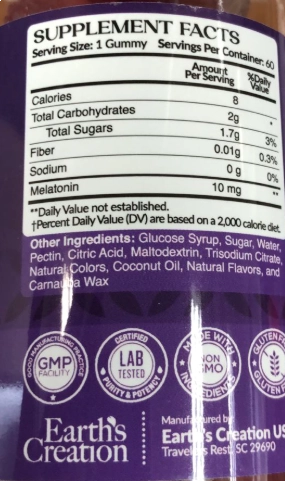 SUPPLEMENT FACTS
Serving Size: 1 Gummy Servings Per Container: 60
Amount Per Serving %Daily Value
Calories 8
Total Carbohydrates 2g *
Total Sugars 1.7g 3%
Fiber 0.01g 0.3%
Sodium 0 g 0%
Melatonin 10 mg **
**Daily Value not established.
†Percent Daily Value (DV) are based on a 2,000 calorie diet.
Other Ingredients: Glucose Syrup, Sugar, Water,
Pectin, Citric Acid, Maltodextrin, Trisodium Citrate,
Natural Colors, Coconut Oil, Natural Flavors, and
Carnauba Wax
GOOD MANUFACTURING PRACTICE
GMP
FACILITY
CERTIFIED
LAB
TESTED
PURITY & POTENCY
MADE WITH
NON
GMO
INGREDIENTS
GLUTEN F
GLUTEN F
Earth's
Creation
Manufactured by
Earth's Creation US
Travelers Rest, SC 29690